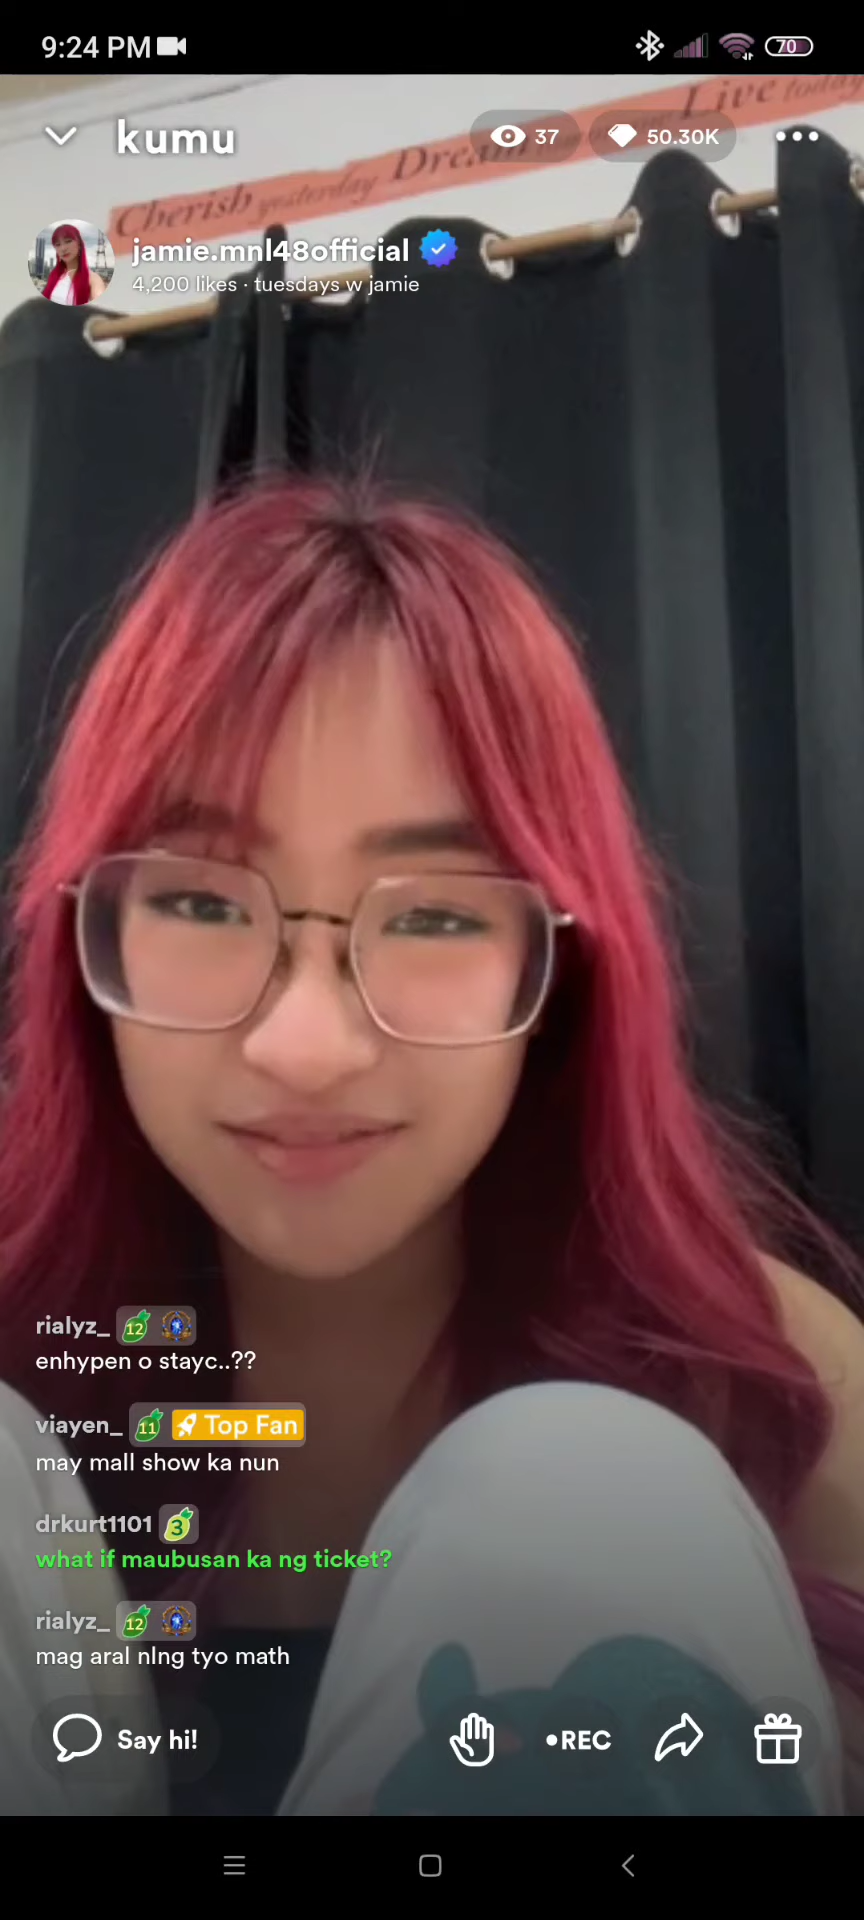 9:24 PM
70
kumu
37
50.30K
Live today
Cherish yesterday Dream
jamie.mnl48official
4,200 likes · tuesdays w jamie
rialyz_ 12
enhypen o stayc..??
viayen_ 11 Top Fan
may mall show ka nun
drkurt1101 3
what if maubusan ka ng ticket?
rialyz_ 12
mag aral nlng tyo math
Say hi!
•REC